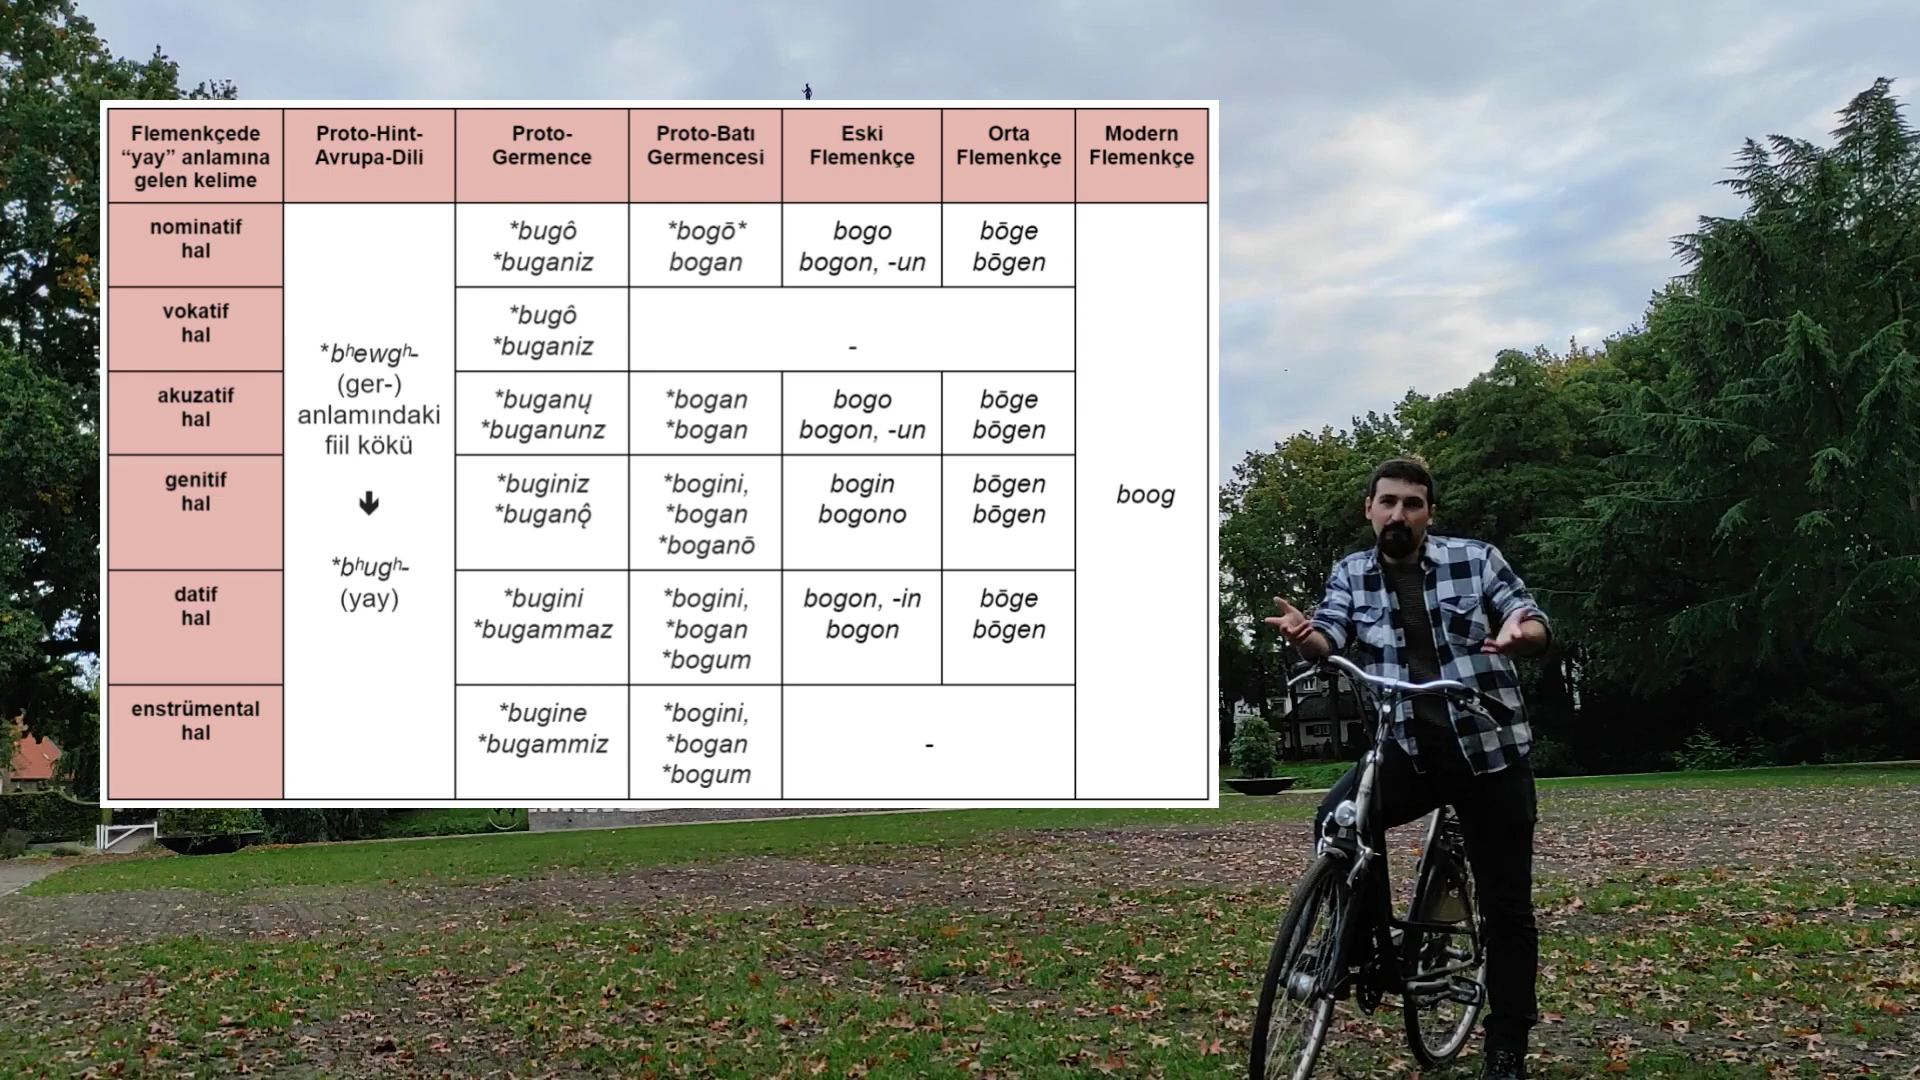 Flemenkçede
“yay” anlamına
gelen kelime
Proto-Hint-
Avrupa-Dili
Proto-
Germence
Proto-Batı
Germencesi
Eski
Flemenkçe
Orta
Flemenkçe
Modern
Flemenkçe
nominatif
hal
*bugô
*buganiz
*bogō*
bogan
bogo
bogon, -un
bōge
bōgen
vokatif
hal
*bugô
*buganiz
-
*bʰewgʰ-
(ger-)
anlamındaki
fiil kökü
🡻
*bʰugʰ-
(yay)
akuzatif
hal
*buganų
*buganunz
*bogan
*bogan
bogo
bogon, -un
bōge
bōgen
genitif
hal
*buginiz
*buganǫ̂
*bogini,
*bogan
*boganō
bogin
bogono
bōgen
bōgen
boog
datif
hal
*bugini
*bugammaz
*bogini,
*bogan
*bogum
bogon, -in
bogon
bōge
bōgen
enstrümental
hal
*bugine
*bugammiz
*bogini,
*bogan
*bogum
-